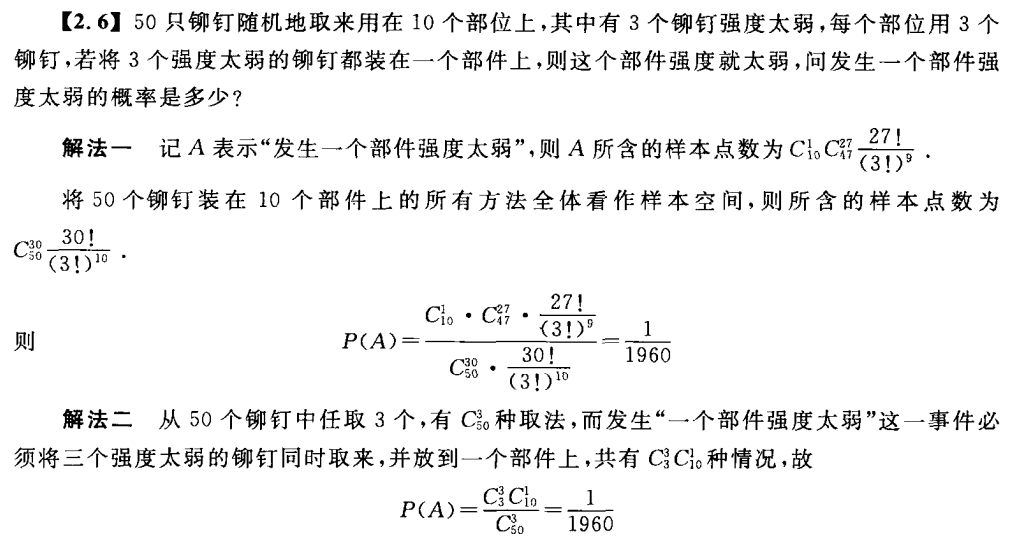 【2.6】50 只铆钉随机地取来用在 10 个部位上,其中有 3 个铆钉强度太弱,每个部位用 3 个
铆钉,若将 3 个强度太弱的铆钉都装在一个部件上,则这个部件强度就太弱,问发生一个部件强
度太弱的概率是多少?
解法一 记 A 表示“发生一个部件强度太弱”,则 A 所含的样本点数为 $C_{10}^{1}C_{47}^{27}\frac{27!}{(3!)^{9}}$ .
将 50 个铆钉装在 10 个部件上的所有方法全体看作样本空间,则所含的样本点数为
$C_{50}^{30}\frac{30!}{(3!)^{10}}$ .
则 $P(A)=\frac{C_{10}^{1}\cdot C_{47}^{27}\cdot\frac{27!}{(3!)^{9}}}{C_{50}^{30}\cdot\frac{30!}{(3!)^{10}}}=\frac{1}{1960}$
解法二 从 50 个铆钉中任取 3 个,有 $C_{50}^{3}$ 种取法,而发生“一个部件强度太弱”这一事件必
须将三个强度太弱的铆钉同时取来,并放到一个部件上,共有 $C_{3}^{3}C_{10}^{1}$ 种情况,故
$P(A)=\frac{C_{3}^{3}C_{10}^{1}}{C_{50}^{3}}=\frac{1}{1960}$